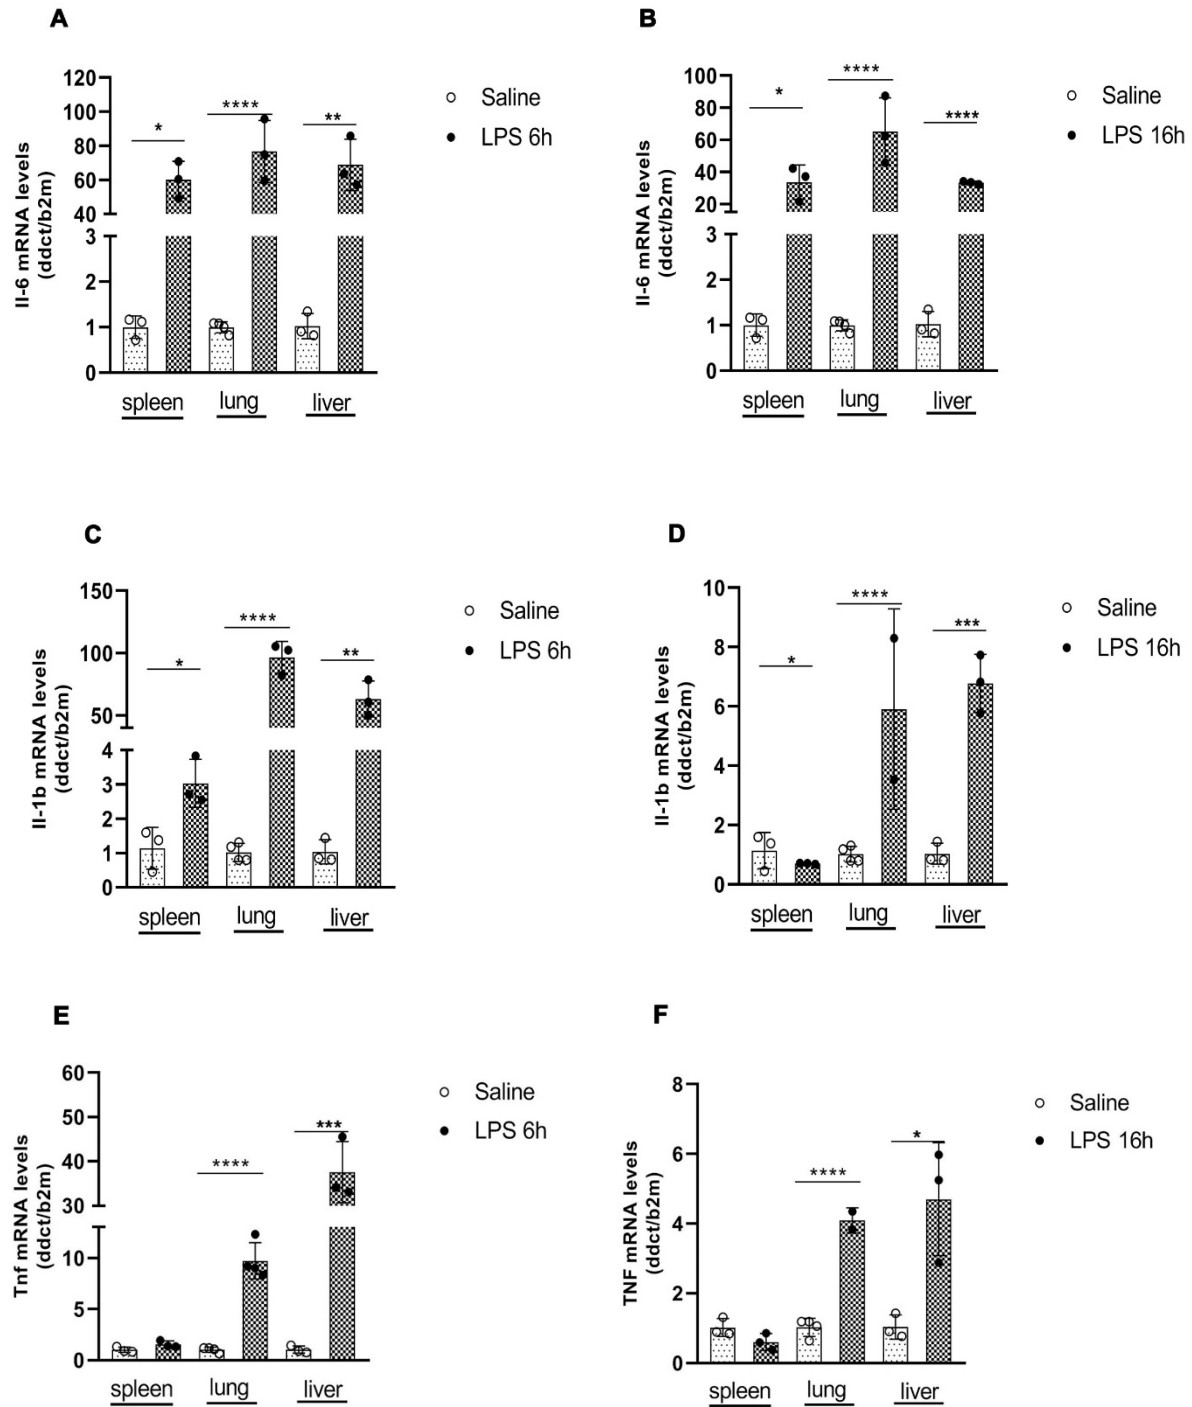 A
Il-6 mRNA levels
(ddct/b2m)
120
100
80
60
40
3
2
1
0
*
****
**
Saline
LPS 6h
spleen
lung
liver
B
Il-6 mRNA levels
(ddct/b2m)
100
80
60
40
20
3
2
1
0
*
****
****
Saline
LPS 16h
spleen
lung
liver
C
Il-1b mRNA levels
(ddct/b2m)
150
100
50
4
3
2
1
0
*
****
**
Saline
LPS 6h
spleen
lung
liver
D
Il-1b mRNA levels
(ddct/b2m)
10
8
6
4
2
0
*
****
***
Saline
LPS 16h
spleen
lung
liver
E
Tnf mRNA levels
(ddct/b2m)
60
50
40
30
10
5
0
****
***
Saline
LPS 6h
spleen
lung
liver
F
TNF mRNA levels
(ddct/b2m)
8
6
4
2
0
****
*
Saline
LPS 16h
spleen
lung
liver